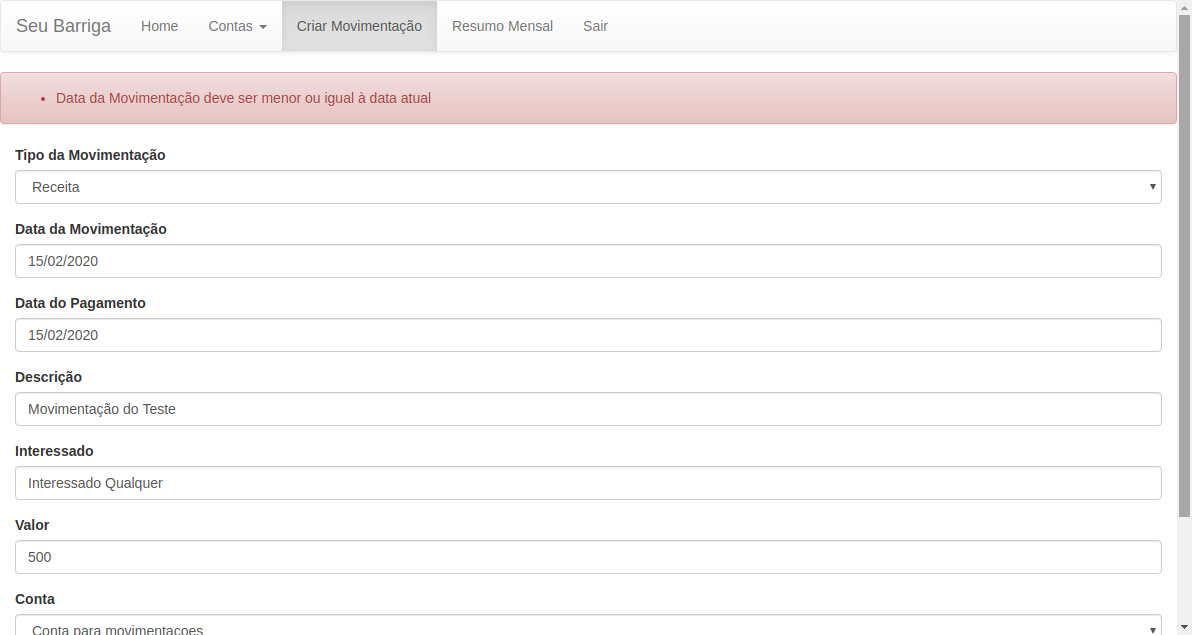 Seu Barriga Home Contas Criar Movimentação Resumo Mensal Sair
Data da Movimentação deve ser menor ou igual à data atual
Tipo da Movimentação
Receita
Data da Movimentação
15/02/2020
Data do Pagamento
15/02/2020
Descrição
Movimentação do Teste
Interessado
Interessado Qualquer
Valor
500
Conta
Conta para movimentacoes